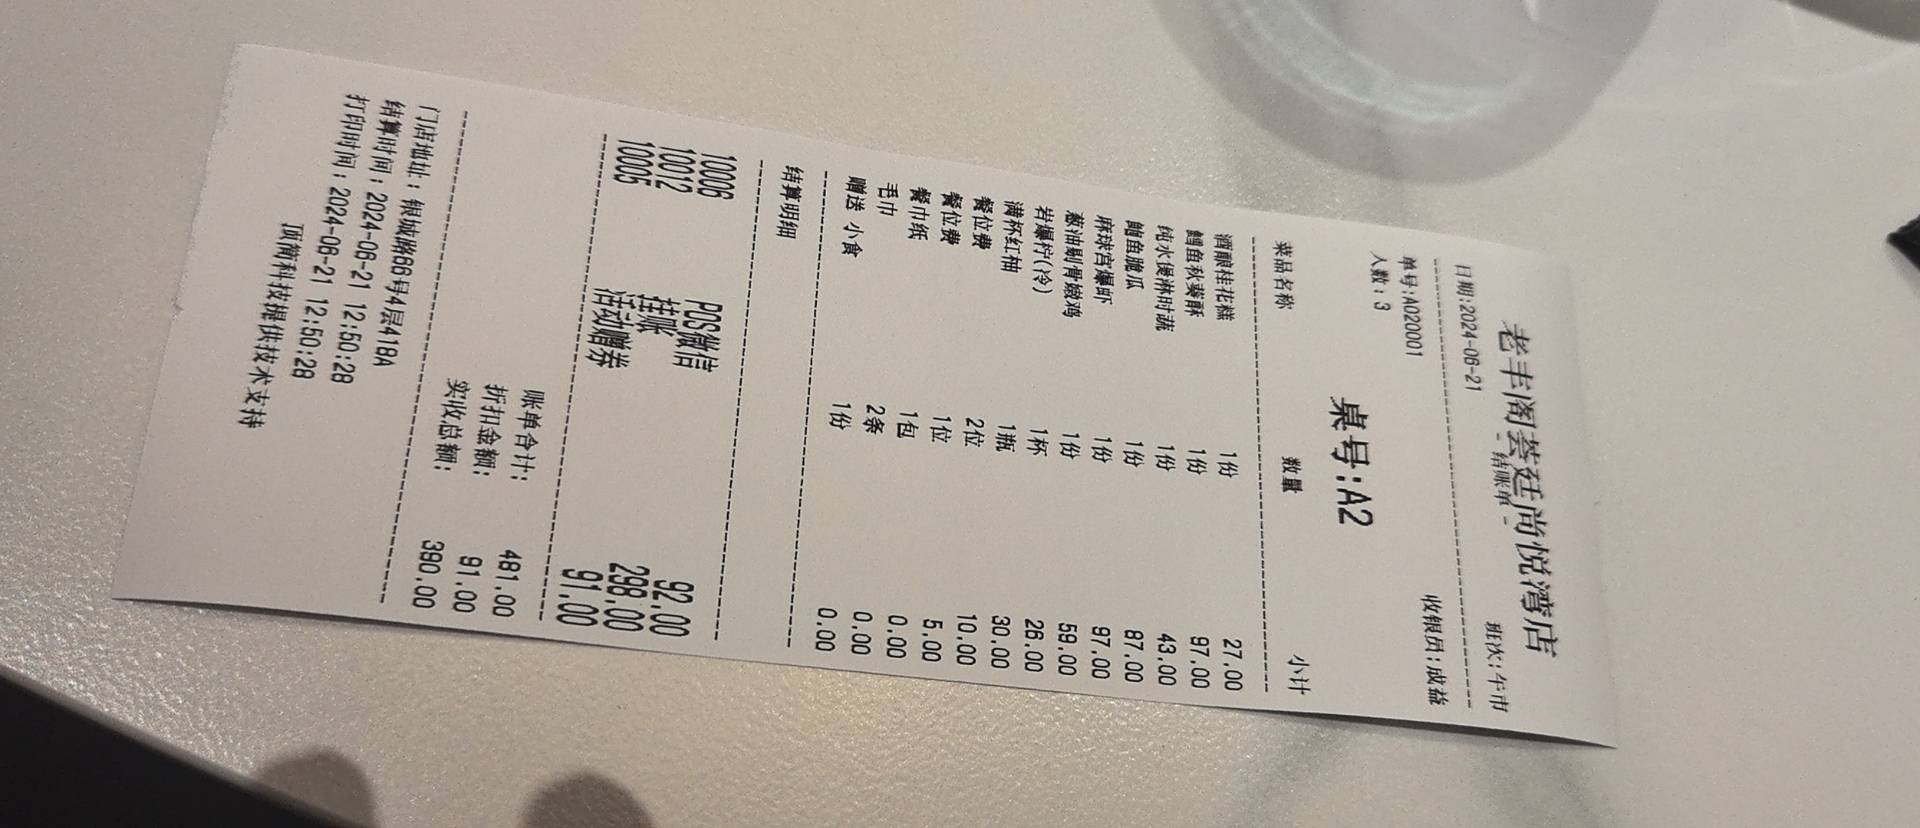 老丰阁荟廷尚悦湾店
- 结账单 -
日期:2024-06-21 班次:午市
单号:A020001 收银员:成益
人数:3
桌号:A2
菜品名称 数量 小计
酒酿桂花糕 1份 27.00
鳕鱼秋葵酥 1份 97.00
纯水馒淋时蔬 1份 43.00
鲍鱼脆瓜 1份 87.00
麻球宫爆虾 1份 97.00
葱油剔骨嫩鸡 1份 59.00
岩爆柠(冷) 1杯 26.00
满杯红柚 1瓶 30.00
餐位费 2位 10.00
餐位费 1位 5.00
餐巾纸 1包 0.00
毛巾 2条 0.00
赠送 小食 1份 0.00
结算明细
10006 POS微信 92.00
10012 挂账 298.00
10005 活动赠券 91.00
账单合计: 481.00
折扣金额: 91.00
实收总额: 390.00
门店地址:银城路66号4层418A
结算时间:2024-06-21 12:50:28
打印时间:2024-06-21 12:50:28
顶简科技提供技术支持